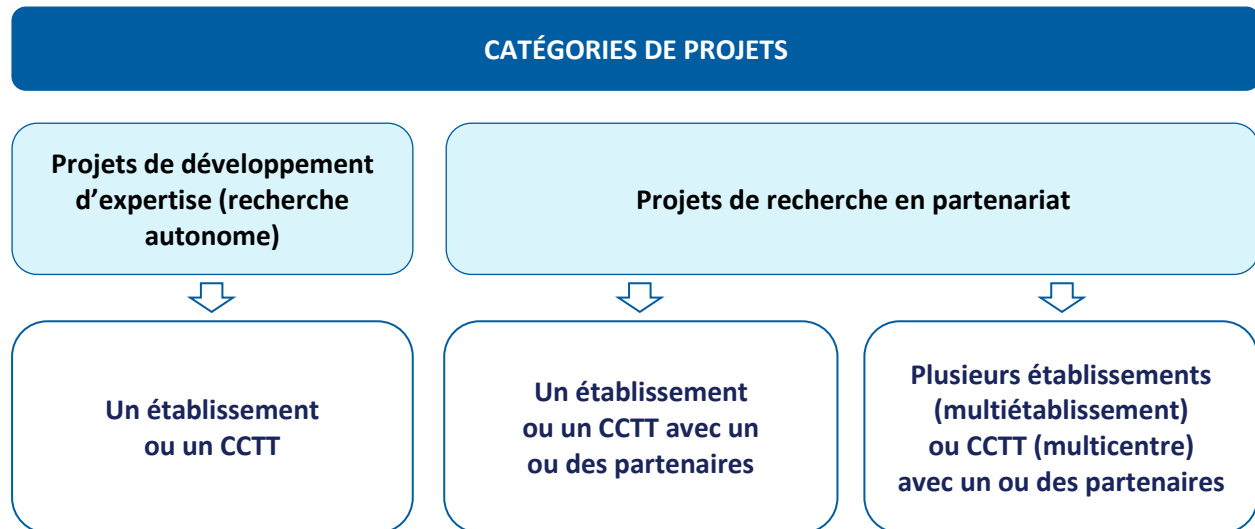 CATÉGORIES DE PROJETS
Projets de développement
d’expertise (recherche
autonome)
Projets de recherche en partenariat
Un établissement
ou un CCTT
Un établissement
ou un CCTT avec un
ou des partenaires
Plusieurs établissements
(multiétablissement)
ou CCTT (multicentre)
avec un ou des partenaires